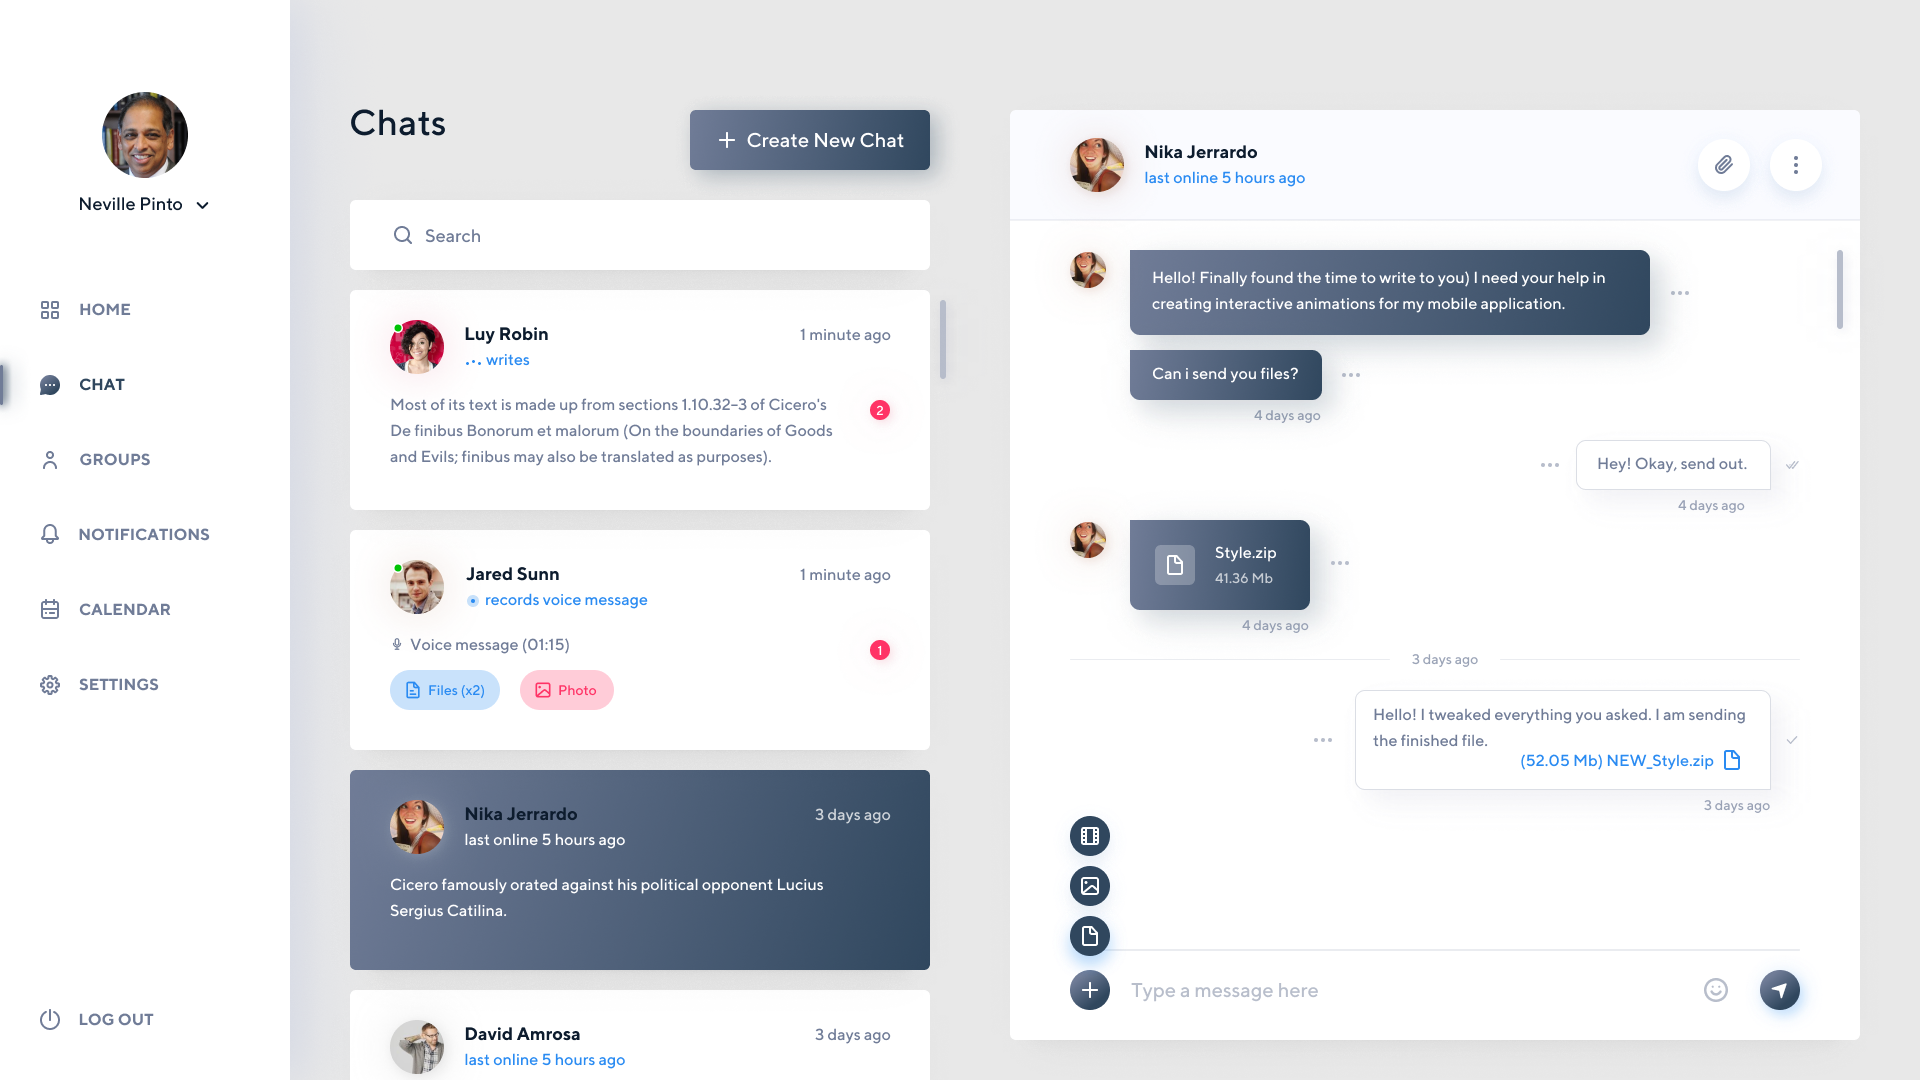 Neville Pinto
HOME
CHAT
GROUPS
NOTIFICATIONS
CALENDAR
SETTINGS
LOG OUT
Chats
Create New Chat
Search
Luy Robin
1 minute ago
writes
Most of its text is made up from sections 1.10.32–3 of Cicero's
De finibus Bonorum et malorum (On the boundaries of Goods
and Evils; finibus may also be translated as purposes).
2
Jared Sunn
1 minute ago
records voice message
Voice message (01:15)
1
Files (x2)
Photo
Nika Jerrardo
3 days ago
last online 5 hours ago
Cicero famously orated against his political opponent Lucius
Sergius Catilina.
David Amrosa
3 days ago
last online 5 hours ago
Nika Jerrardo
last online 5 hours ago
Hello! Finally found the time to write to you) I need your help in
creating interactive animations for my mobile application.
Can i send you files?
4 days ago
Hey! Okay, send out.
4 days ago
Style.zip
41.36 Mb
4 days ago
3 days ago
Hello! I tweaked everything you asked. I am sending
the finished file.
(52.05 Mb) NEW_Style.zip
3 days ago
Type a message here